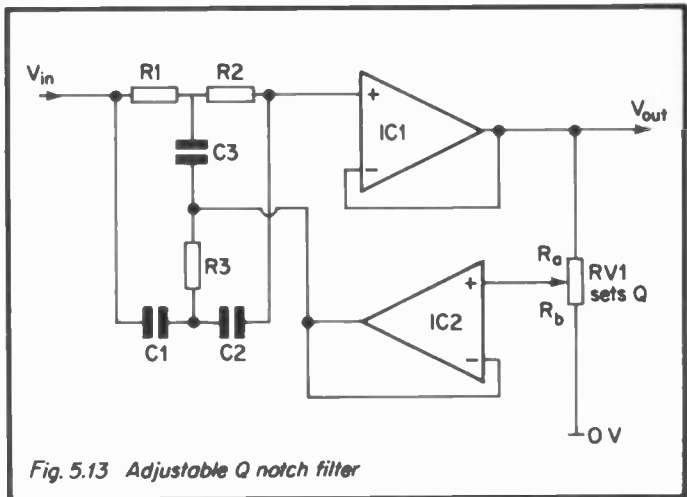 Vin
R1
R2
C3
+
IC1
−
Vout
R3
Ra
RV1
sets Q
Rb
+
IC2
−
C1
C2
0 V
Fig. 5.13 Adjustable Q notch filter